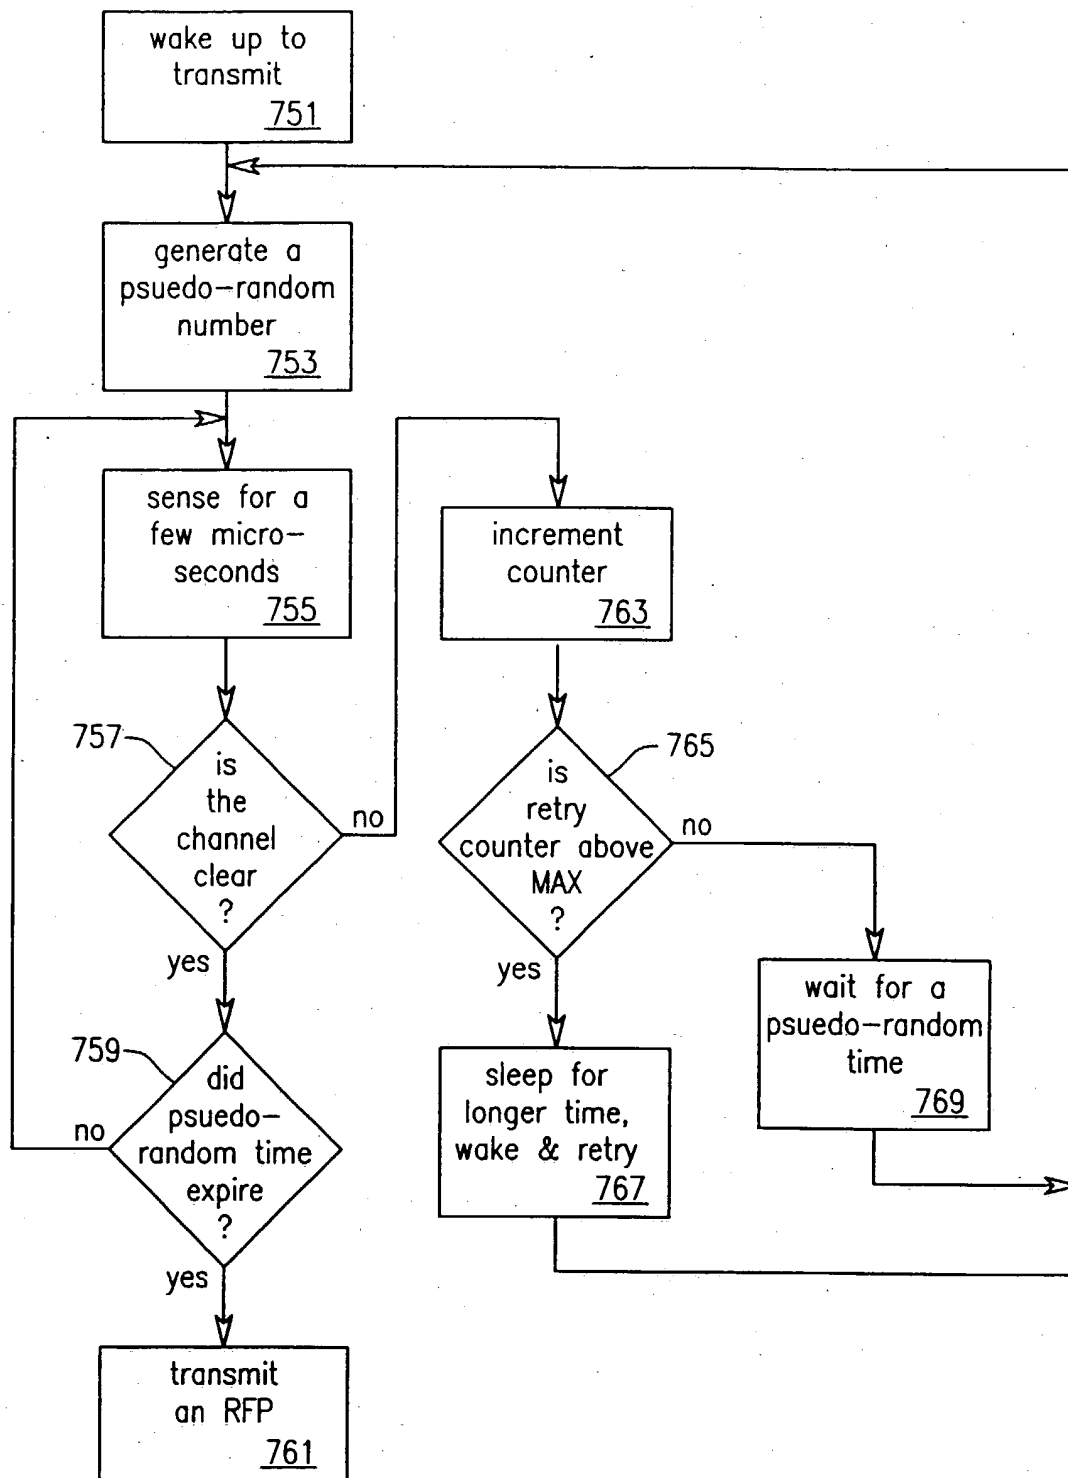 wake up to
transmit
751
generate a
psuedo-random
number
753
sense for a
few micro-
seconds
755
757
is
the
channel
clear
?
no
yes
759
did
psuedo-
random time
expire
?
no
yes
transmit
an RFP
761
increment
counter
763
765
is
retry
counter above
MAX
?
no
yes
sleep for
longer time,
wake & retry
767
wait for a
psuedo-random
time
769